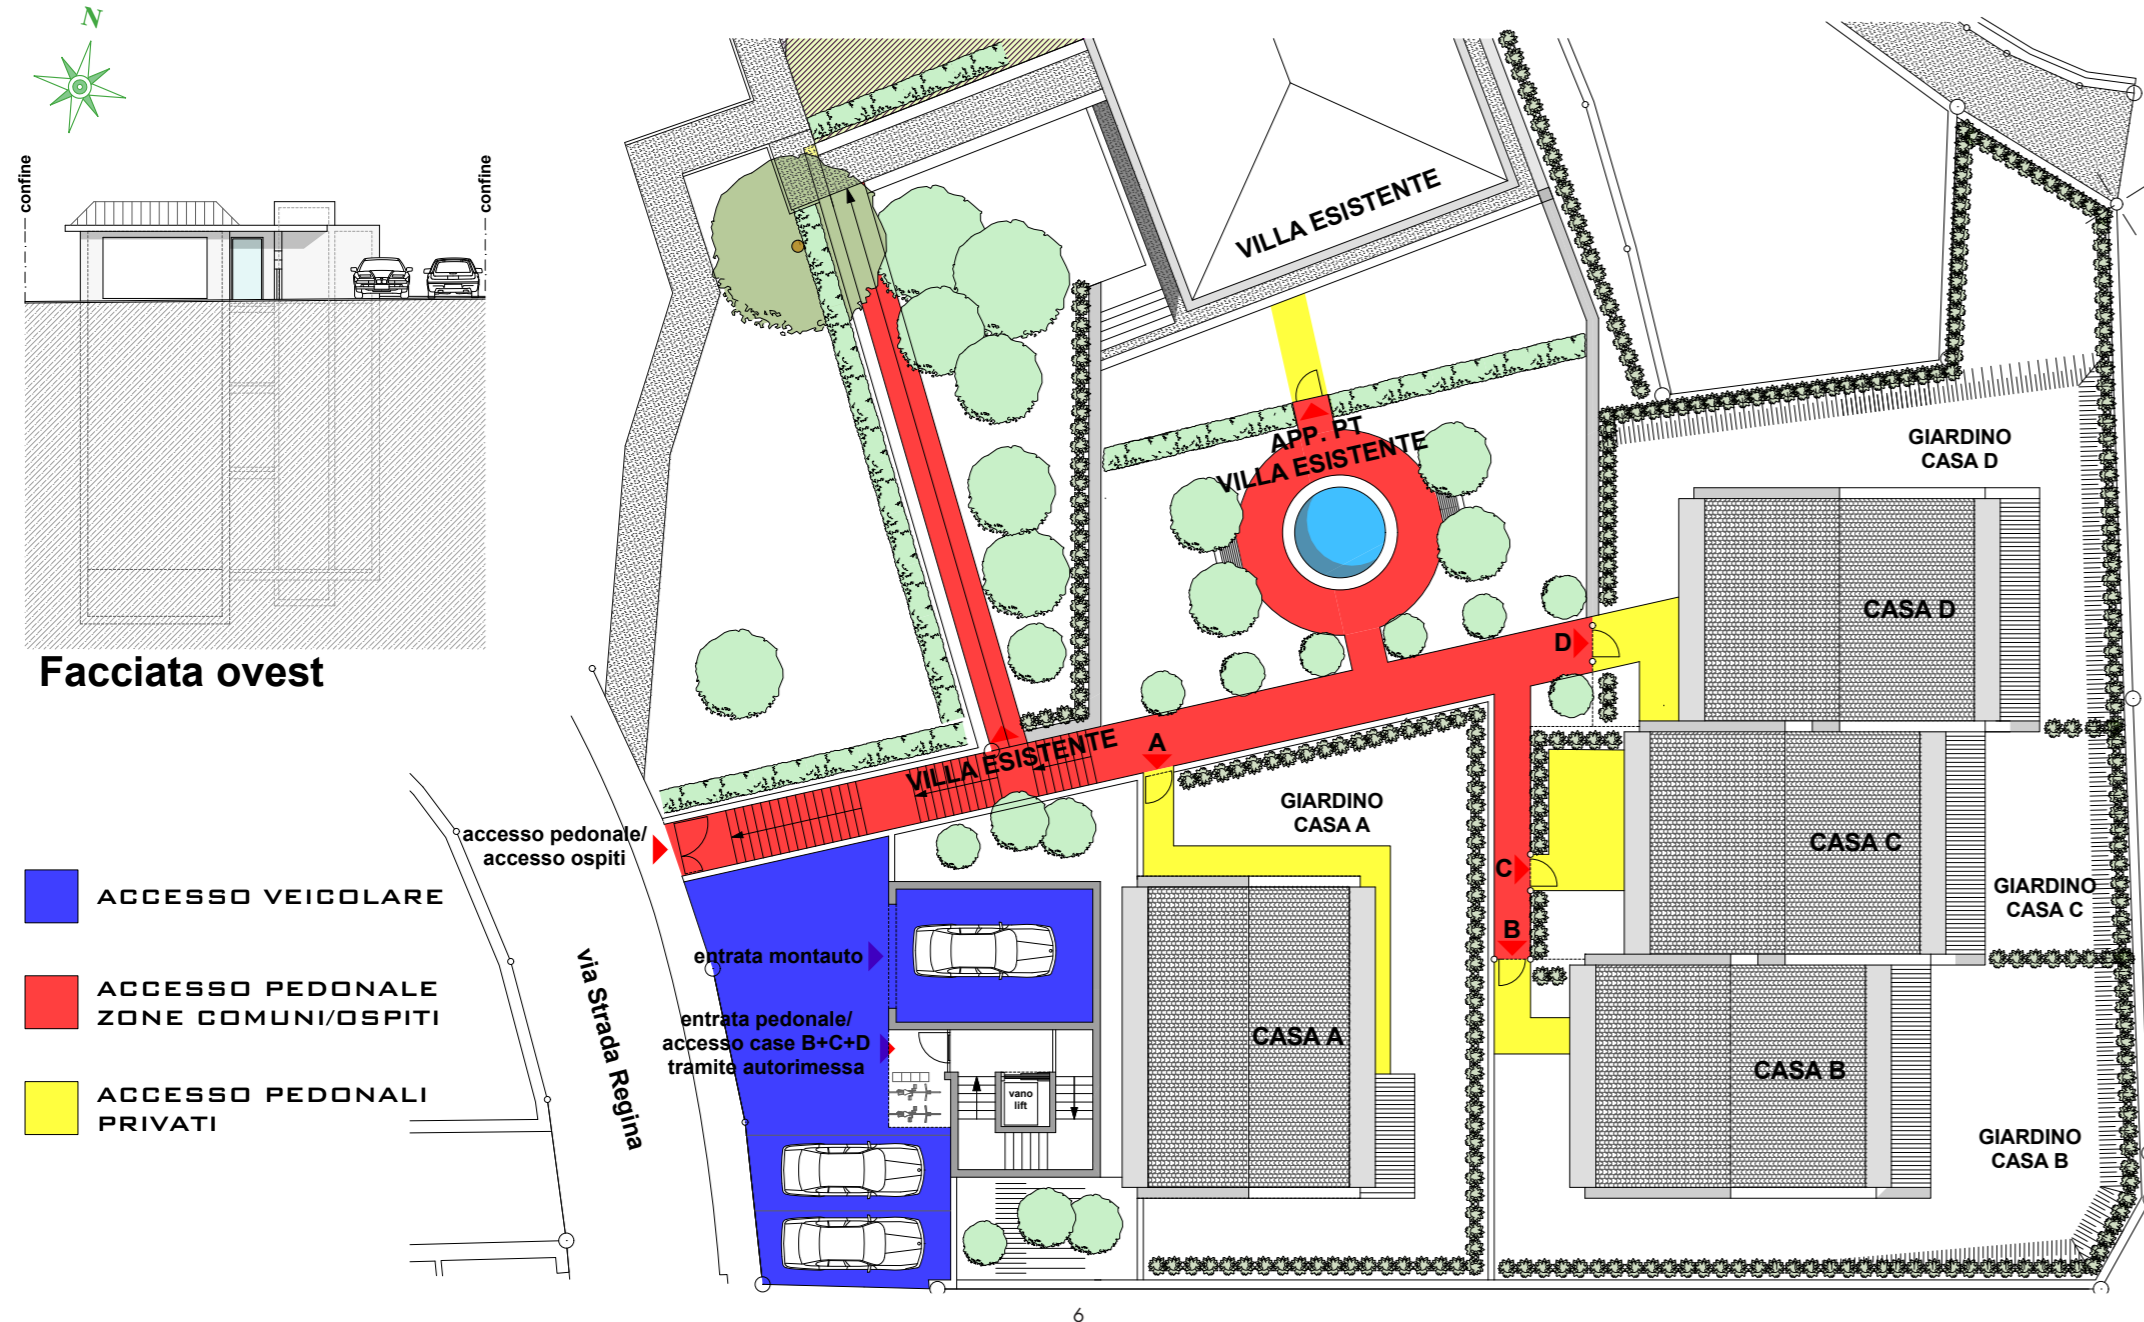 N
confine
confine
Facciata ovest
ACCESSO VEICOLARE
ACCESSO PEDONALE
ZONE COMUNI/OSPITI
ACCESSO PEDONALI
PRIVATI
VILLA ESISTENTE
APP. PT
VILLA ESISTENTE
GIARDINO
CASA D
CASA D
D
VILLA ESISTENTE
A
accesso pedonale/
accesso ospiti
GIARDINO
CASA A
CASA C
C
GIARDINO
CASA C
B
entrata montauto
via Strada Regina
entrata pedonale/
accesso case B+C+D
tramite autorimessa
vano
lift
CASA A
CASA B
GIARDINO
CASA B
6